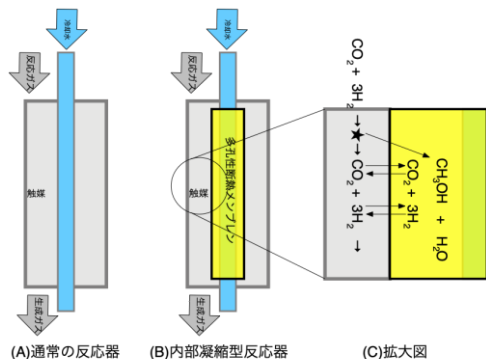 冷却水
反応ガス
触媒
生成ガス
(A)通常の反応器
冷却水
反応ガス
多孔性断熱メンブレン
触媒
生成ガス
(B)内部凝縮型反応器
CO2 + 3H2
→ ★ →
CO2 + 3H2 →
CO2 + 3H2
CH3OH + H2O
(C)拡大図